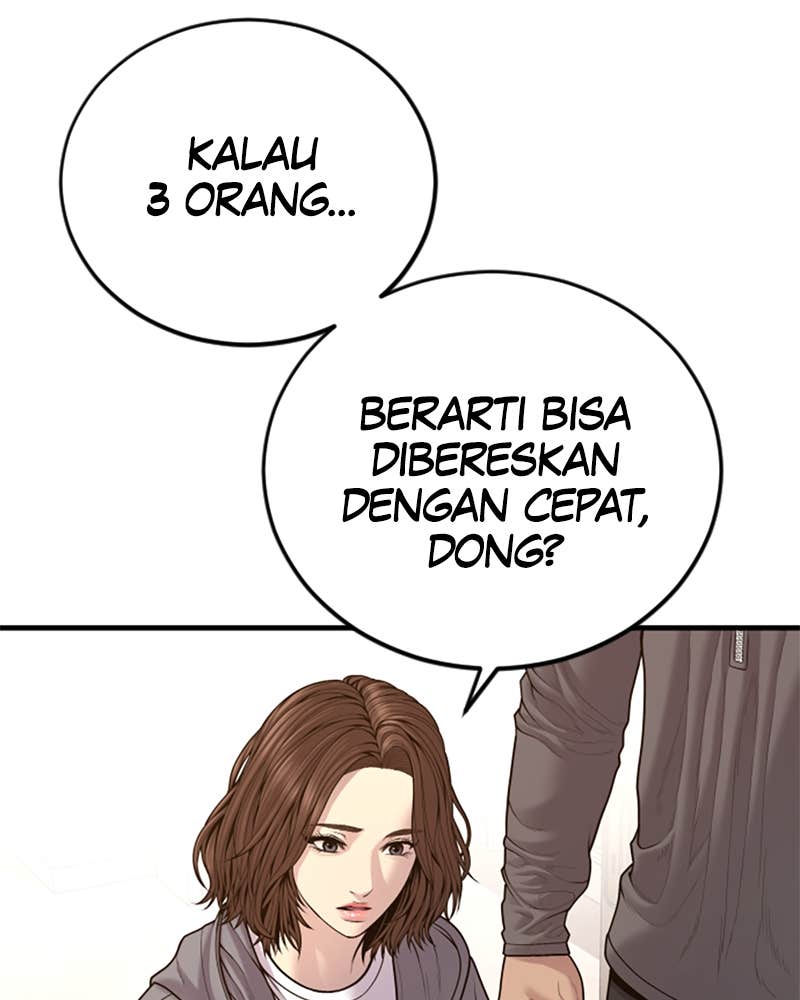 KALAU
3 ORANG...
BERARTI BISA
DIBERESKAN
DENGAN CEPAT,
DONG?